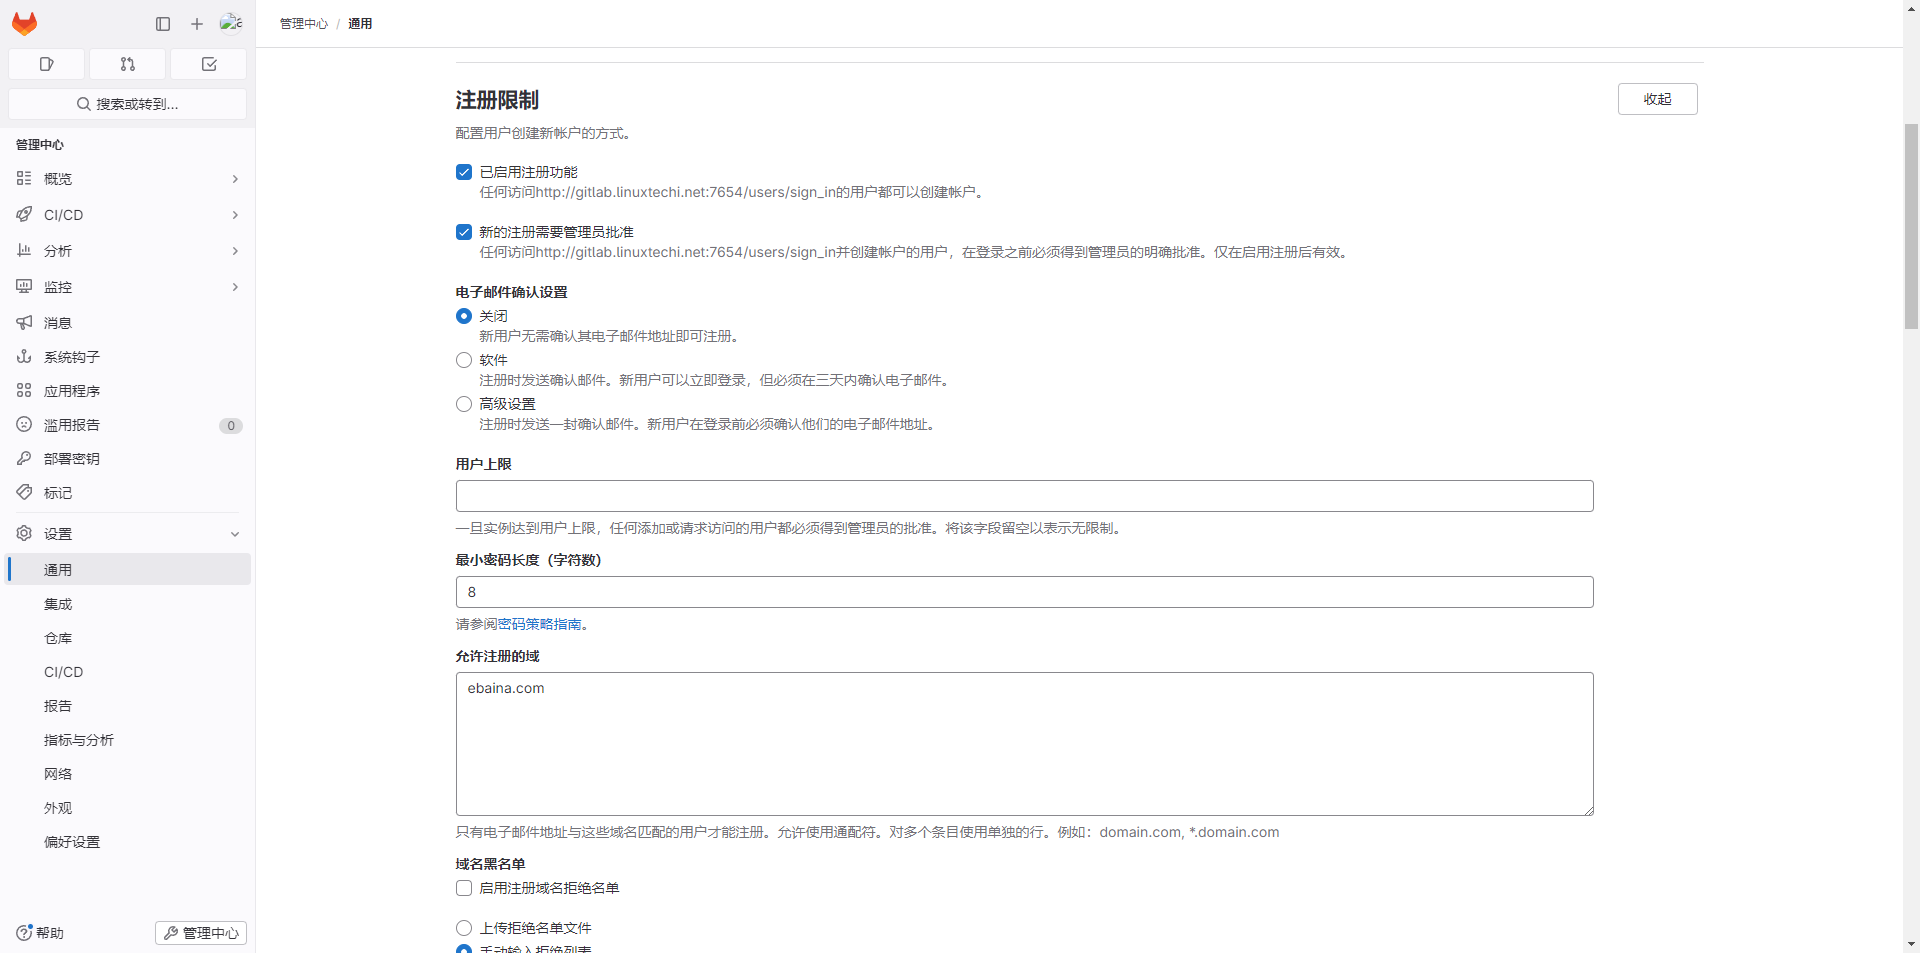 管理中心 / 通用
搜索或转到...
管理中心
概览
CI/CD
分析
监控
消息
系统钩子
应用程序
滥用报告 0
部署密钥
标记
设置
通用
集成
仓库
CI/CD
报告
指标与分析
网络
外观
偏好设置
帮助
管理中心
注册限制
收起
配置用户创建新帐户的方式。
已启用注册功能
任何访问http://gitlab.linuxtechi.net:7654/users/sign_in的用户都可以创建帐户。
新的注册需要管理员批准
任何访问http://gitlab.linuxtechi.net:7654/users/sign_in并创建帐户的用户，在登录之前必须得到管理员的明确批准。仅在启用注册后有效。
电子邮件确认设置
关闭
新用户无需确认其电子邮件地址即可注册。
软件
注册时发送确认邮件。新用户可以立即登录，但必须在三天内确认电子邮件。
高级设置
注册时发送一封确认邮件。新用户在登录前必须确认他们的电子邮件地址。
用户上限
一旦实例达到用户上限，任何添加或请求访问的用户都必须得到管理员的批准。将该字段留空以表示无限制。
最小密码长度（字符数）
8
请参阅密码策略指南。
允许注册的域
ebaina.com
只有电子邮件地址与这些域名匹配的用户才能注册。允许使用通配符。对多个条目使用单独的行。例如：domain.com, *.domain.com
域名黑名单
启用注册域名拒绝名单
上传拒绝名单文件
手动输入拒绝列表